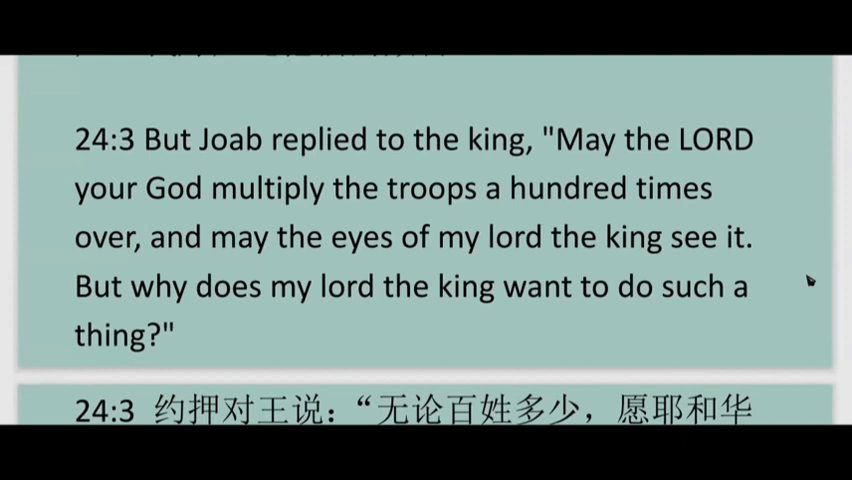 24:3 But Joab replied to the king, "May the LORD
your God multiply the troops a hundred times
over, and may the eyes of my lord the king see it.
But why does my lord the king want to do such a
thing?"
24:3 约押对王说：“无论百姓多少，愿耶和华